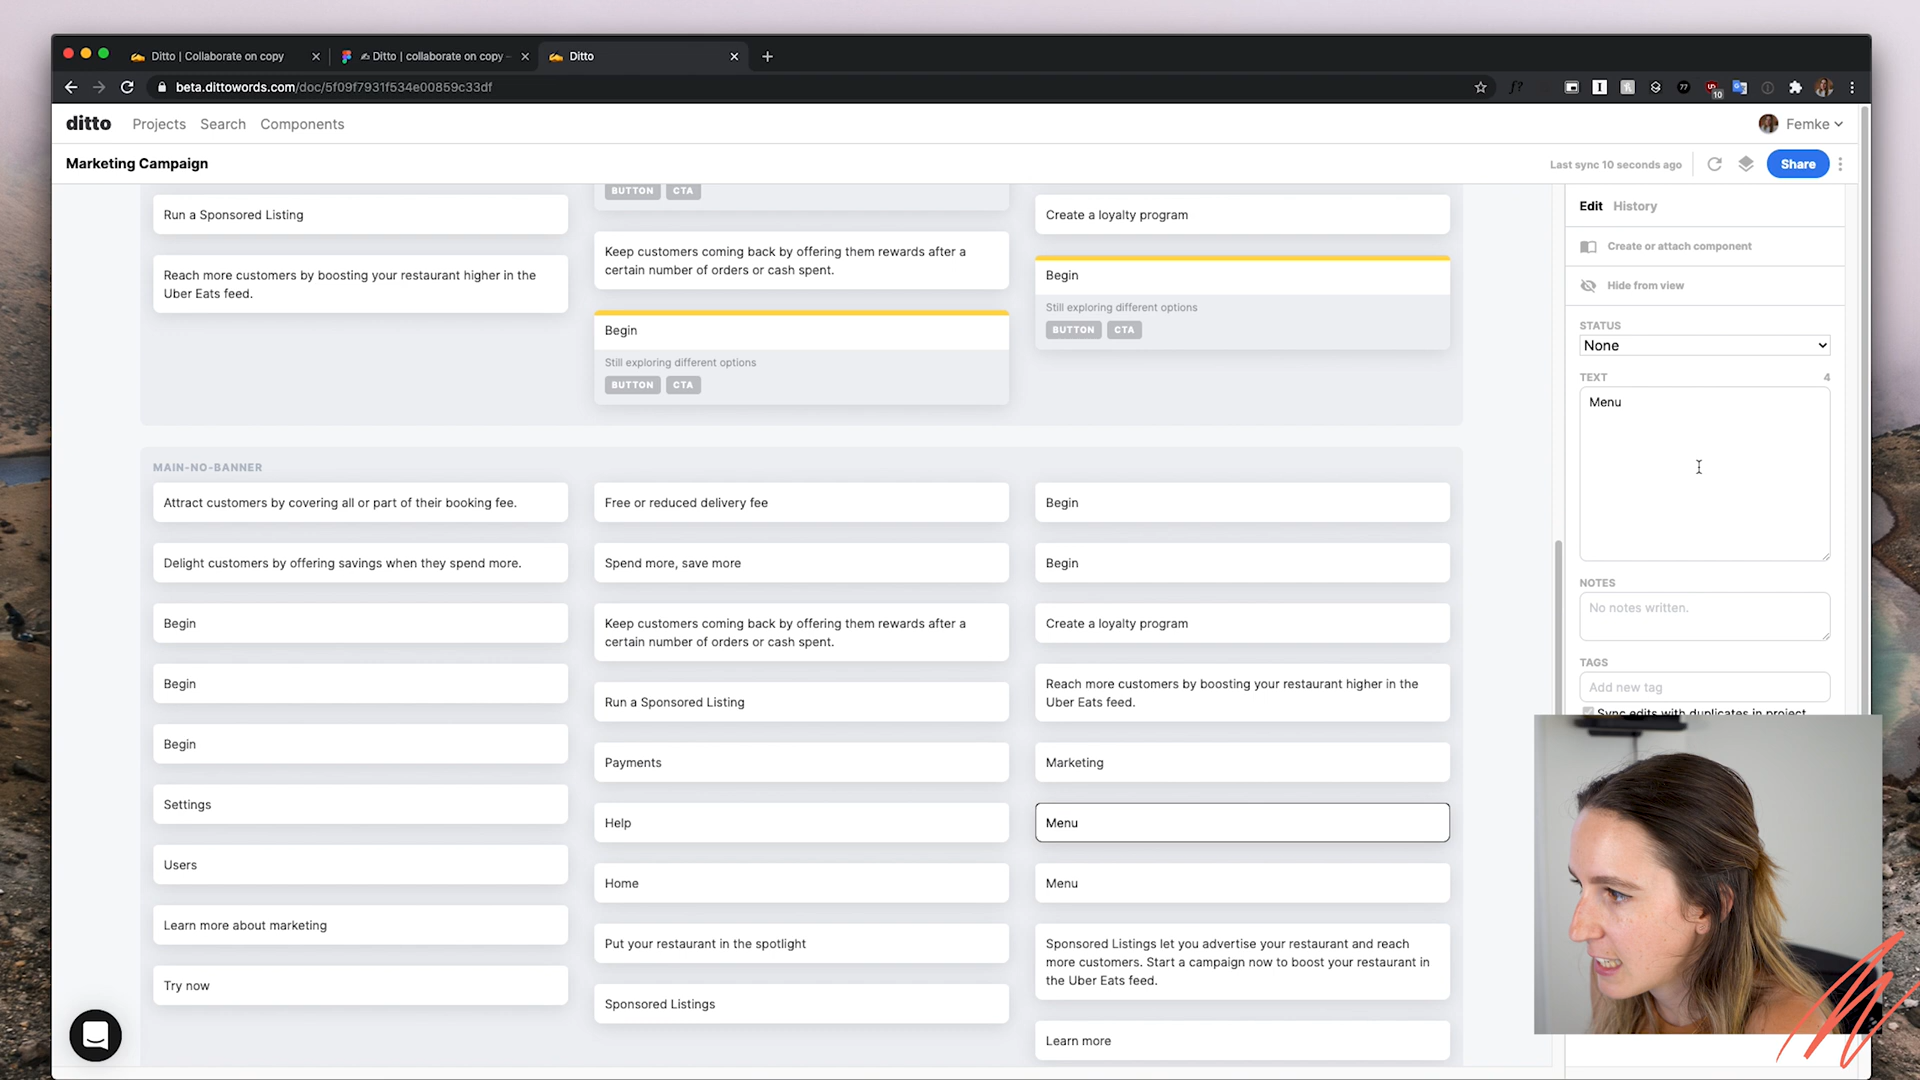 Ditto | Collaborate on copy
Ditto | collaborate on copy –
Ditto
beta.dittowords.com/doc/5f09f7931f534e00859c33df
ditto
Projects
Search
Components
Femke
Marketing Campaign
Last sync 10 seconds ago
Share
Run a Sponsored Listing
Reach more customers by boosting your restaurant higher in the
Uber Eats feed.
BUTTON CTA
Keep customers coming back by offering them rewards after a
certain number of orders or cash spent.
Begin
Still exploring different options
BUTTON CTA
Create a loyalty program
Begin
Still exploring different options
BUTTON CTA
MAIN-NO-BANNER
Attract customers by covering all or part of their booking fee.
Delight customers by offering savings when they spend more.
Begin
Begin
Begin
Settings
Users
Learn more about marketing
Try now
Free or reduced delivery fee
Spend more, save more
Keep customers coming back by offering them rewards after a
certain number of orders or cash spent.
Run a Sponsored Listing
Payments
Help
Home
Put your restaurant in the spotlight
Sponsored Listings
Begin
Begin
Create a loyalty program
Reach more customers by boosting your restaurant higher in the
Uber Eats feed.
Marketing
Menu
Menu
Sponsored Listings let you advertise your restaurant and reach
more customers. Start a campaign now to boost your restaurant in
the Uber Eats feed.
Learn more
Edit History
Create or attach component
Hide from view
STATUS
None
TEXT 4
Menu
NOTES
No notes written.
TAGS
Add new tag
Sync edits with duplicates in project
10